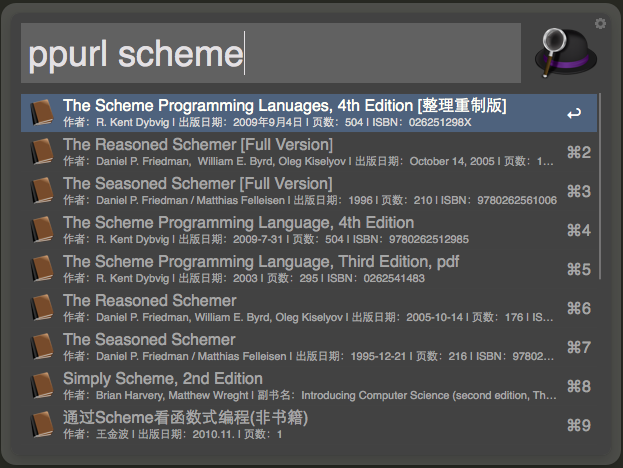 ppurl scheme
The Scheme Programming Lanuages, 4th Edition [整理重制版]
作者：R. Kent Dybvig | 出版日期：2009年9月4日 | 页数：504 | ISBN：026251298X
The Reasoned Schemer [Full Version]
作者：Daniel P. Friedman,  William E. Byrd, Oleg Kiselyov | 出版日期：October 14, 2005 | 页数：1…
⌘2
The Seasoned Schemer [Full Version]
作者：Daniel P. Friedman / Matthias Felleisen | 出版日期：1996 | 页数：210 | ISBN：9780262561006
⌘3
The Scheme Programming Language, 4th Edition
作者：R. Kent Dybvig | 出版日期：2009-7-31 | 页数：504 | ISBN：9780262512985
⌘4
The Scheme Programming Language, Third Edition, pdf
作者：R. Kent Dybvig | 出版日期：2003 | 页数：295 | ISBN：0262541483
⌘5
The Reasoned Schemer
作者：Daniel P. Friedman, William E. Byrd, Oleg Kiselyov | 出版日期：2005-10-14 | 页数：176 | IS…
⌘6
The Seasoned Schemer
作者：Daniel P. Friedman / Matthias Felleisen | 出版日期：1995-12-21 | 页数：216 | ISBN：97802…
⌘7
Simply Scheme, 2nd Edition
作者：Brian Harvery, Matthew Wreght | 副书名：Introducing Computer Science (second edition, Th…
⌘8
通过Scheme看函数式编程(非书籍)
作者：王金波 | 出版日期：2010.11. | 页数：1
⌘9